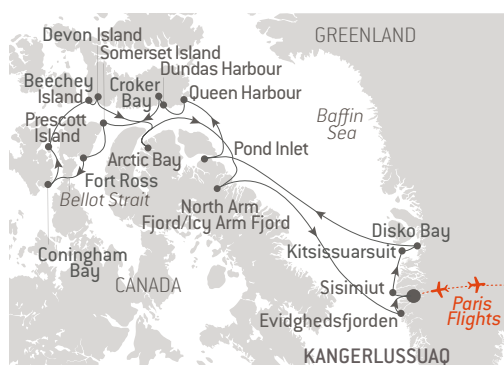 Devon Island
Somerset Island
GREENLAND
Dundas Harbour
Beechey
Island
Croker
Bay
Queen Harbour
Prescott
Island
Baffin
Sea
Arctic Bay
Pond Inlet
Fort Ross
Bellot Strait
North Arm
Fjord/Icy Arm Fjord
Disko Bay
Coningham
Bay
Kitsissuarsuit
CANADA
Sisimiut
Paris
Flights
Evidghedsfjorden
KANGERLUSSUAQ